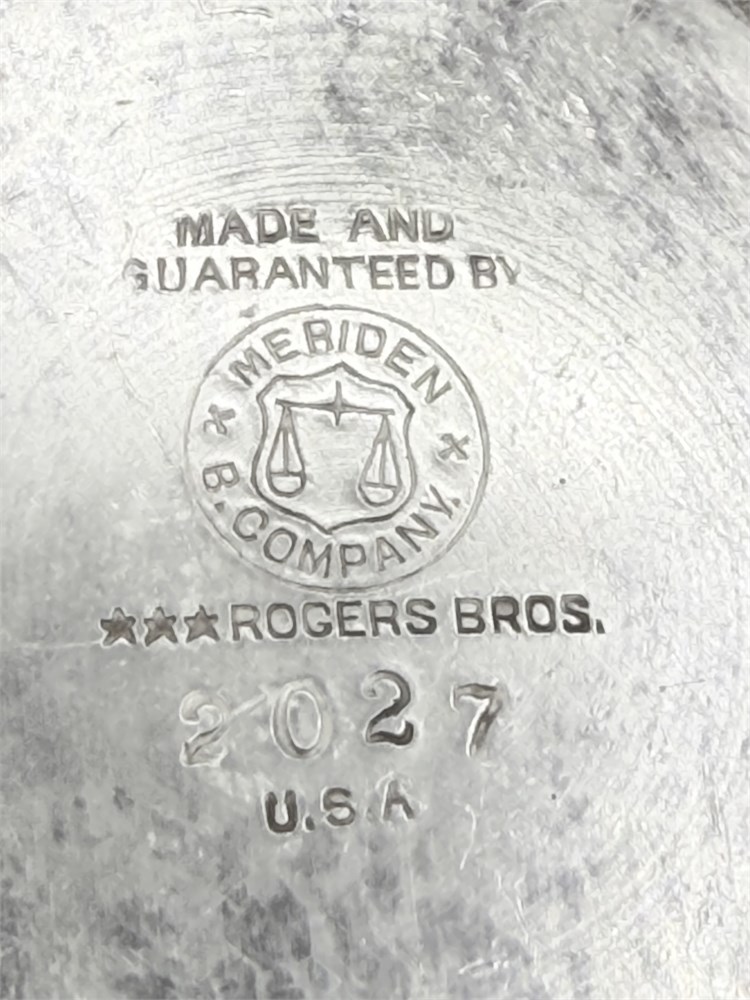 MADE AND
GUARANTEED BY
MERIDEN
B. COMPANY.
★★★ROGERS BROS.
2027
U.S.A